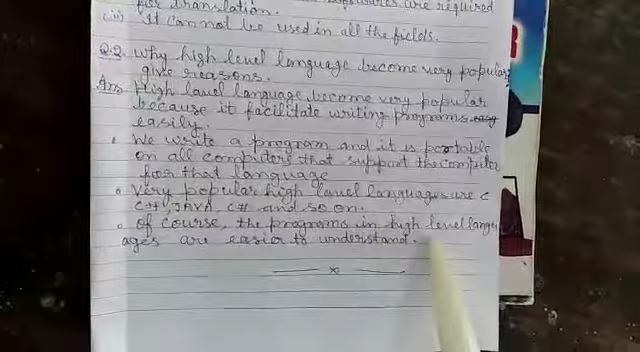 for translation.
(iii) It can not be used in all the fields.
Q.2. Why high level language become very popular,
give reasons.
Ans High level language become very popular
because it facilitate writing programs
easily.
• We write a program and it is portable
on all computers that support the computer
for that language
• Very popular high level languages are C
C++, JAVA C# and so on.
• Of course, the programs in high level langu
ages are easier to understand.
x